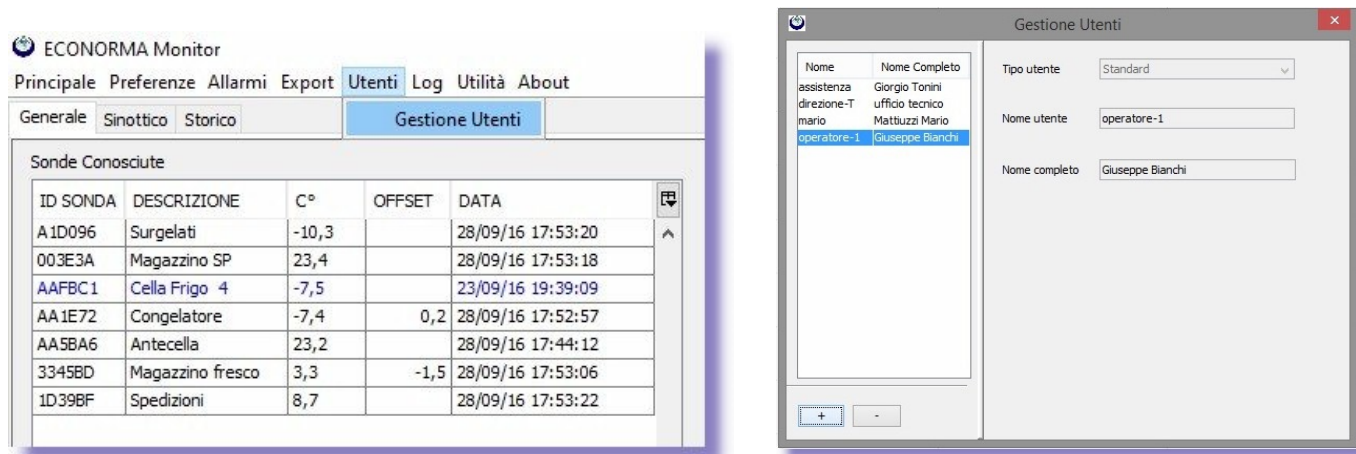 ECONORMA Monitor
Principale Preferenze Allarmi Export Utenti Log Utilità About
Generale Sinottico Storico Gestione Utenti
Sonde Conosciute
ID SONDA DESCRIZIONE C° OFFSET DATA
A1D096 Surgelati -10,3 28/09/16 17:53:20
003E3A Magazzino SP 23,4 28/09/16 17:53:18
AAFBC1 Cella Frigo 4 -7,5 23/09/16 19:39:09
AA1E72 Congelatore -7,4 0,2 28/09/16 17:52:57
AA5BA6 Antecella 23,2 28/09/16 17:44:12
3345BD Magazzino fresco 3,3 -1,5 28/09/16 17:53:06
1D39BF Spedizioni 8,7 28/09/16 17:53:22
Gestione Utenti
Nome Nome Completo
assistenza Giorgio Tonini
direzione-T ufficio tecnico
mario Mattiuzzi Mario
operatore-1 Giuseppe Bianchi
+ -
Tipo utente Standard
Nome utente operatore-1
Nome completo Giuseppe Bianchi